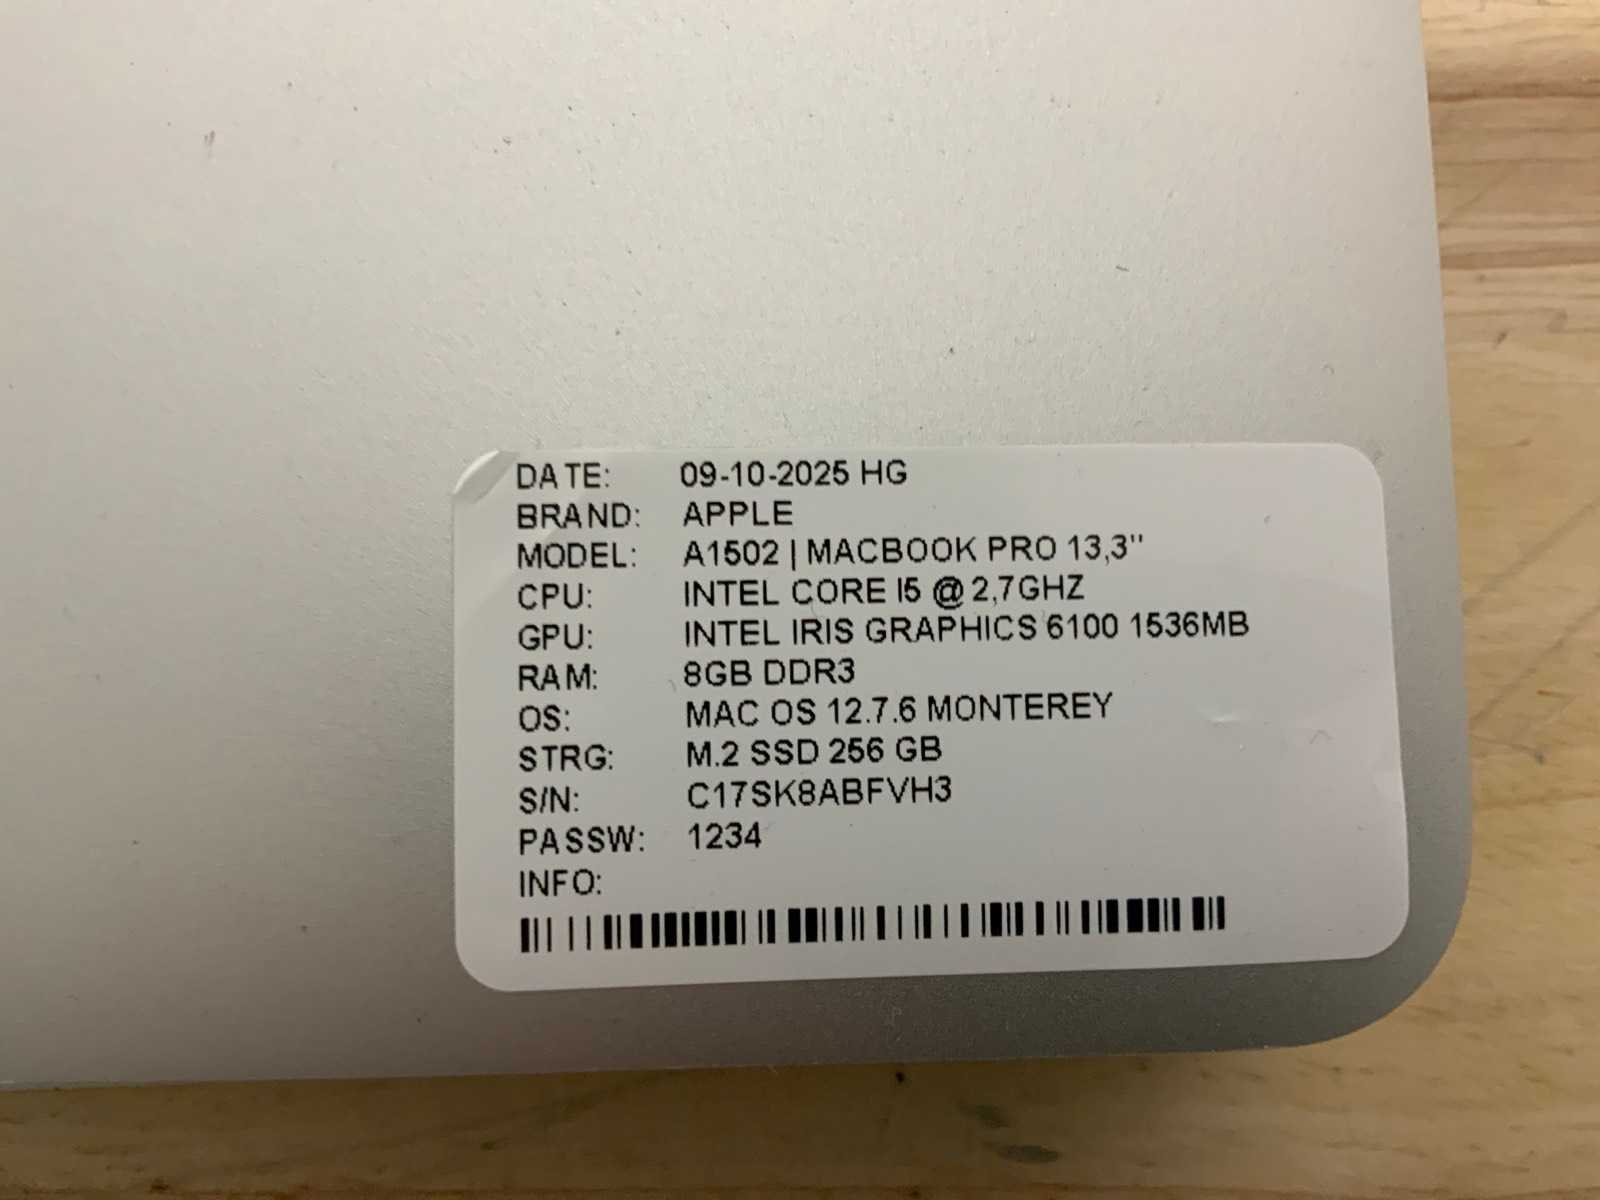 DATE: 09-10-2025 HG
BRAND: APPLE
MODEL: A1502 | MACBOOK PRO 13,3"
CPU: INTEL CORE I5 @ 2,7GHZ
GPU: INTEL IRIS GRAPHICS 6100 1536MB
RAM: 8GB DDR3
OS: MAC OS 12.7.6 MONTEREY
STRG: M.2 SSD 256 GB
S/N: C17SK8ABFVH3
PASSW: 1234
INFO: